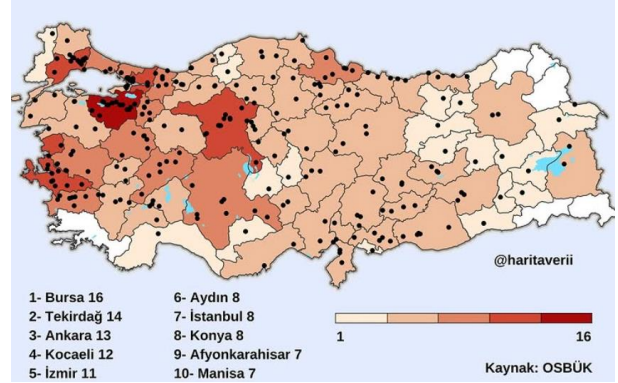 @haritaverii
1- Bursa 16
2- Tekirdağ 14
3- Ankara 13
4- Kocaeli 12
5- İzmir 11
6- Aydın 8
7- İstanbul 8
8- Konya 8
9- Afyonkarahisar 7
10- Manisa 7
1
16
Kaynak: OSBÜK